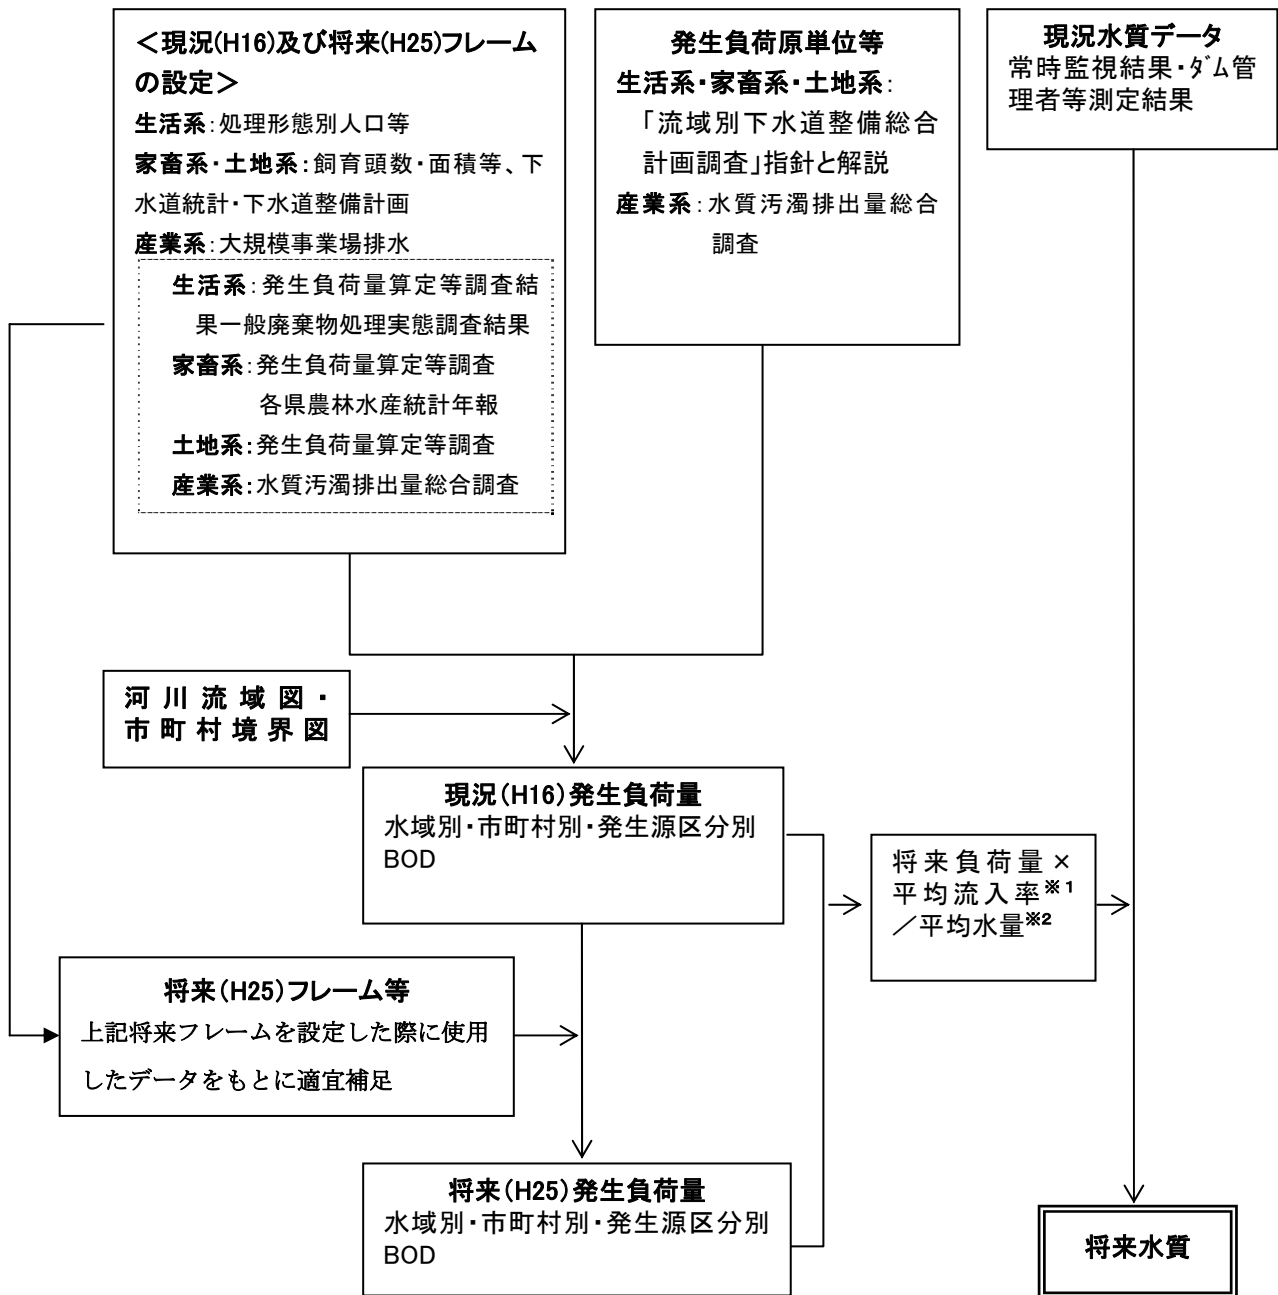 ＜現況(H16)及び将来(H25)フレーム
の設定＞
生活系：処理形態別人口等
家畜系・土地系：飼育頭数・面積等、下
水道統計・下水道整備計画
産業系：大規模事業場排水
生活系：発生負荷量算定等調査結
果一般廃棄物処理実態調査結果
家畜系：発生負荷量算定等調査
各県農林水産統計年報
土地系：発生負荷量算定等調査
産業系：水質汚濁排出量総合調査
発生負荷原単位等
生活系・家畜系・土地系：
「流域別下水道整備総合
計画調査」指針と解説
産業系：水質汚濁排出量総合
調査
現況水質データ
常時監視結果・ﾀﾞﾑ管
理者等測定結果
河川流域図・
市町村境界図
現況（H16）発生負荷量
水域別・市町村別・発生源区分別
BOD
将来負荷量×
平均流入率※１
／平均水量※2
将来（H25）フレーム等
上記将来フレームを設定した際に使用
したデータをもとに適宜補足
将来（H25）発生負荷量
水域別・市町村別・発生源区分別
BOD
将来水質